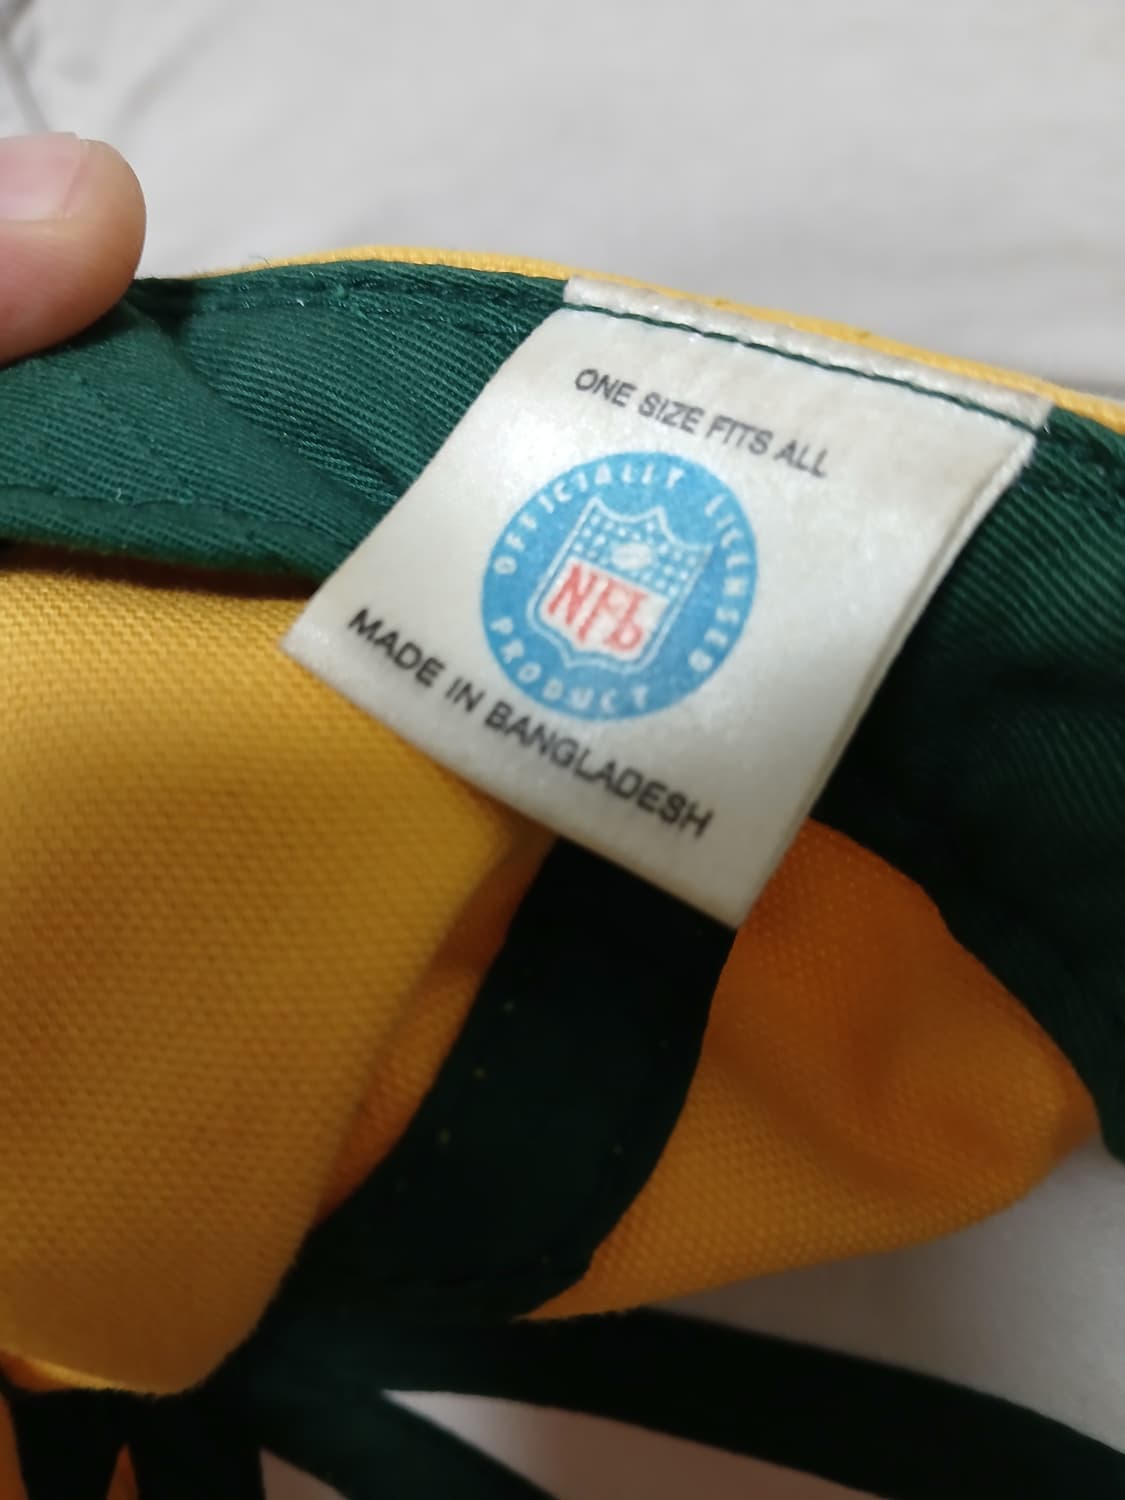 ONE SIZE FITS ALL
OFFICIALLY LICENSED
NFL
PRODUCT
MADE IN BANGLADESH